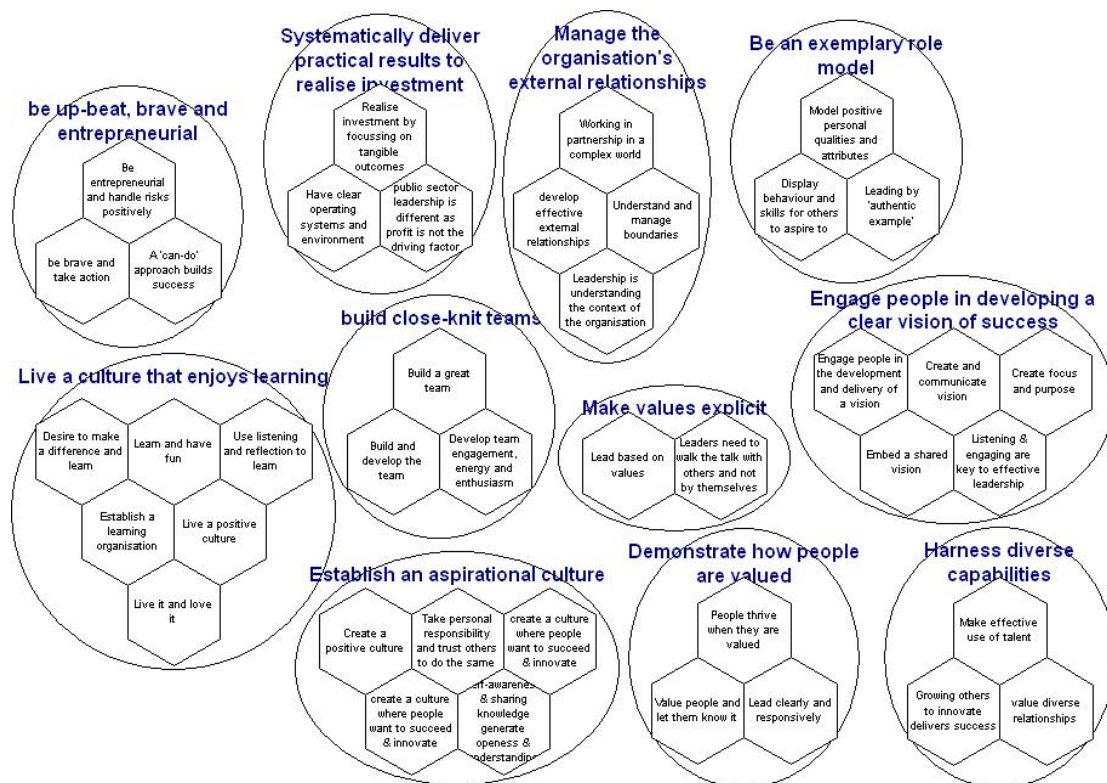 be up-beat, brave and
entrepreneurial
Be
entrepreneurial
and handle risks
positively
be brave and
take action
A 'can-do'
approach builds
success
Systematically deliver
practical results to
realise investment
Realise
investment by
focussing on
tangible
outcomes
Have clear
operating
systems and
environment
public sector
leadership is
different as
profit is not the
driving factor
Manage the
organisation's
external relationships
Working in
partnership in a
complex world
develop
effective
external
relationships
Understand and
manage
boundaries
Leadership is
understanding
the context of
the organisation
Be an exemplary role
model
Model positive
personal
qualities and
attributes
Display
behaviour and
skills for others
to aspire to
Leading by
'authentic
example'
Live a culture that enjoys learning
Desire to make
a difference and
learn
Learn and have
fun
Use listening
and reflection to
learn
Establish a
learning
organisation
Live a positive
culture
Live it and love
it
build close-knit teams
Build a great
team
Build and
develop the
team
Develop team
engagement,
energy and
enthusiasm
Make values explicit
Lead based on
values
Leaders need to
walk the talk with
others and not
by themselves
Engage people in developing a
clear vision of success
Engage people in
the development
and delivery of
a vision
Create and
communicate
vision
Create focus
and purpose
Embed a shared
vision
Listening &
engaging are
key to effective
leadership
Establish an aspirational culture
Create a
positive culture
Take personal
responsibility
and trust others
to do the same
create a culture
where people
want to succeed
& innovate
create a culture
where people
want to succeed
& innovate
& sharing
knowledge
generate
openess &
Demonstrate how people
are valued
People thrive
when they are
valued
Value people and
let them know it
Lead clearly and
responsively
Harness diverse
capabilities
Make effective
use of talent
Growing others
to innovate
delivers success
value diverse
relationships